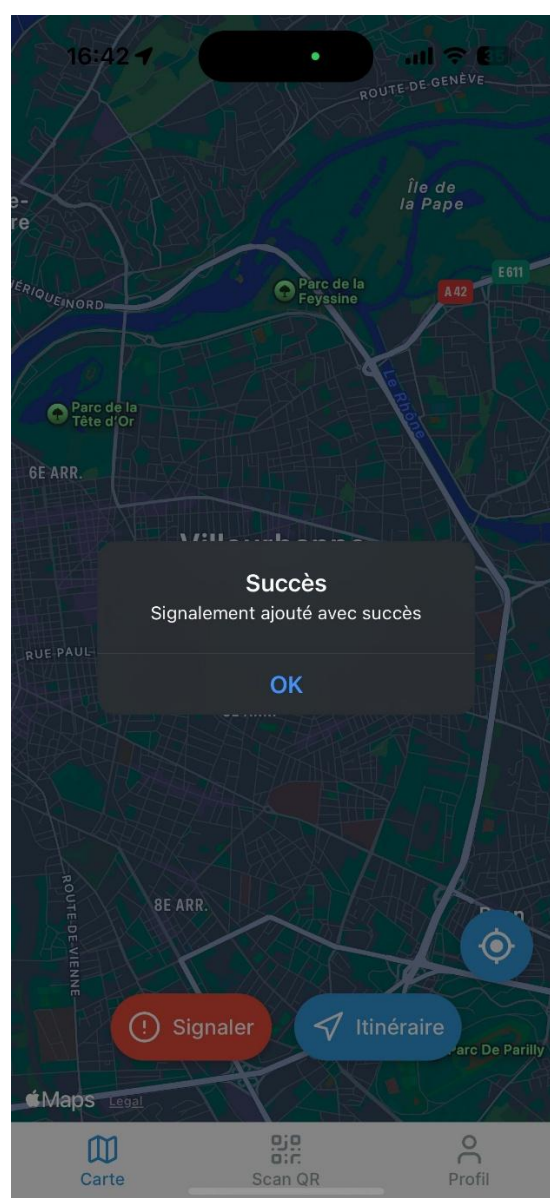 16:42
ROUTE DE GENÈVE
Île de
la Pape
E611
A42
Parc de la
Feyssine
Le Rhône
Parc de la
Tête d'Or
6E ARR.
Succès
Signalement ajouté avec succès
RUE PAUL-
OK
ROUTE-DE-VIENNE
8E ARR.
Signaler
Itinéraire
Parc De Parilly
Maps Legal
Carte
Scan QR
Profil